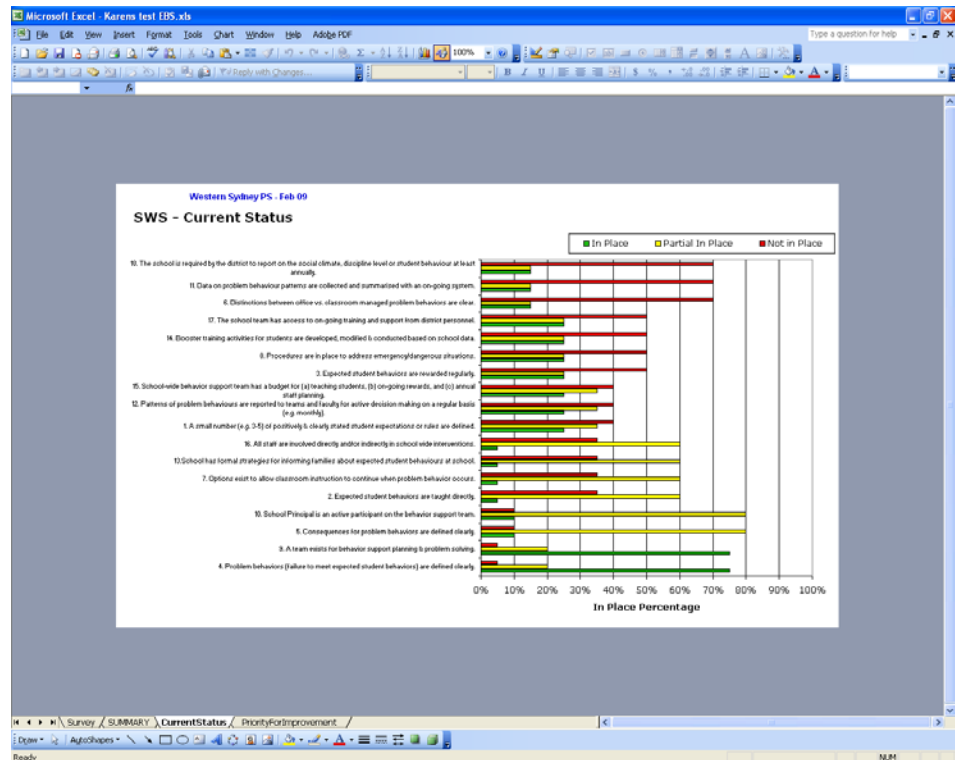 Microsoft Excel - Karens test EBS.xls
File Edit View Insert Format Tools Chart Window Help Adobe PDF
Type a question for help
100%
Reply with Changes...
B I U $ % ,
fx
Western Sydney PS - Feb 09
SWS - Current Status
In Place Partial In Place Not in Place
The school is required by the district to report on the social climate, discipline level or student behaviour at least
annually.
11. Data on problem behaviour patterns are collected and summarized with an on-going system.
6. Distinctions between office vs. classroom managed problem behaviors are clear.
17. The school team has access to on-going training and support from district personnel.
14. Booster training activities for students are developed, modified & conducted based on school data.
8. Procedures are in place to address emergency/dangerous situations.
3. Expected student behaviors are rewarded regularly.
15. School-wide behavior support team has a budget for (a) teaching students, (b) on-going rewards, and (c) annual
staff planning.
12. Patterns of problem behaviours are reported to teams and faculty for active decision making on a regular basis
(e.g. monthly).
1. A small number (e.g. 3-5) of positively & clearly stated student expectations or rules are defined.
16. All staff are involved directly and/or indirectly in school wide interventions.
13.School has formal strategies for informing families about expected student behaviours at school.
7. Options exist to allow classroom instruction to continue when problem behavior occurs.
2. Expected student behaviors are taught directly.
10. School Principal is an active participant on the behavior support team.
5. Consequences for problem behaviors are defined clearly.
9. A team exists for behavior support planning & problem solving.
4. Problem behaviors (failure to meet expected student behaviors) are defined clearly.
0% 10% 20% 30% 40% 50% 60% 70% 80% 90% 100%
In Place Percentage
Survey SUMMARY CurrentStatus PriorityForImprovement
Draw AutoShapes
Ready NUM